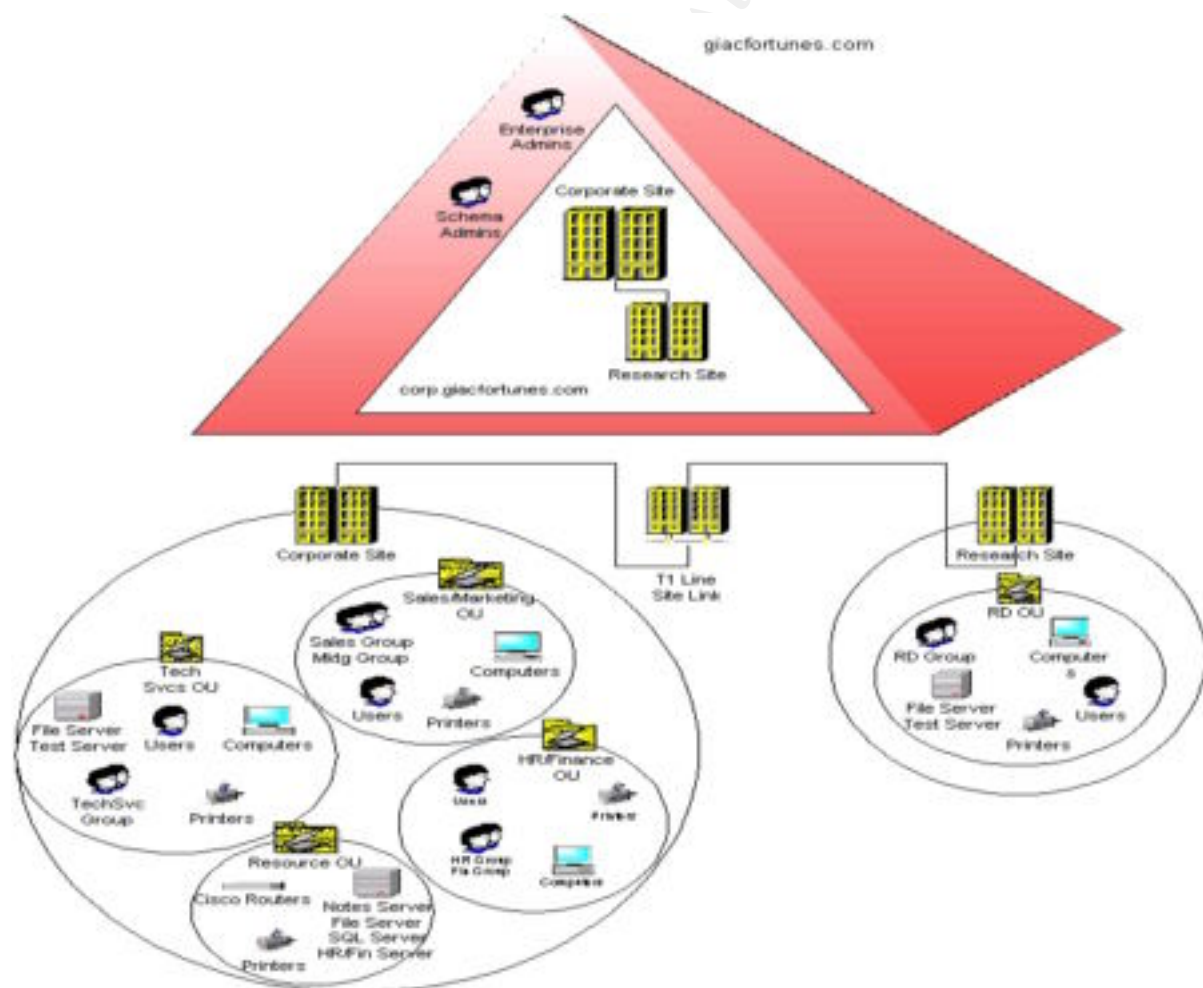 giacfortunes.com
Enterprise
Admins
Corporate Site
Schema
Admins
Research Site
corp.giacfortunes.com
Corporate Site
T1 Line
Site Link
Research Site
Sales/Marketing
OU
Sales Group
Mktg Group
Computers
Users
Printers
Tech
Svcs OU
File Server
Test Server
Users
Computers
TechSvc
Group
Printers
HR/Finance
OU
Users
Printers
HR Group
Fin Group
Computers
Resource OU
Cisco Routers
Notes Server
File Server
SQL Server
HR/Fin Server
Printers
RD OU
RD Group
Computer
s
File Server
Test Server
Users
Printers